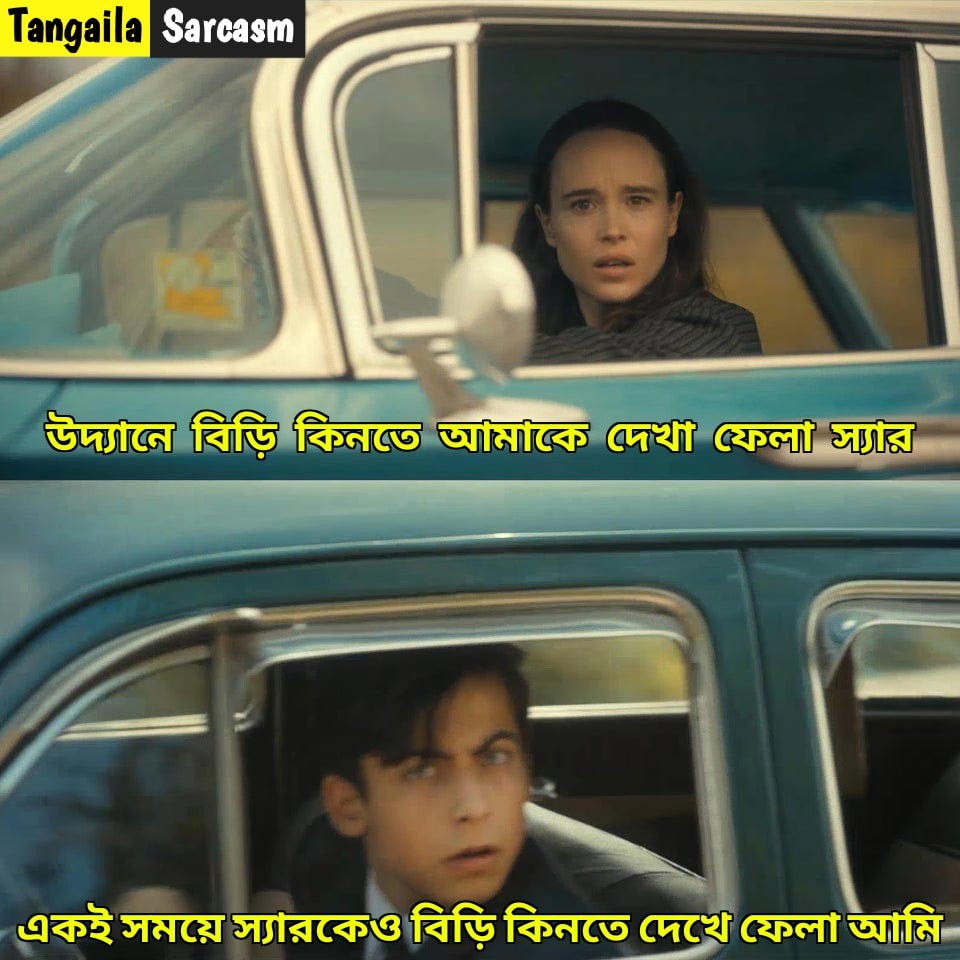 Tangaila Sarcasm
উদ্যানে বিড়ি কিনতে আমাকে দেখা ফেলা স্যার
একই সময়ে স্যারকেও বিড়ি কিনতে দেখে ফেলা আমি